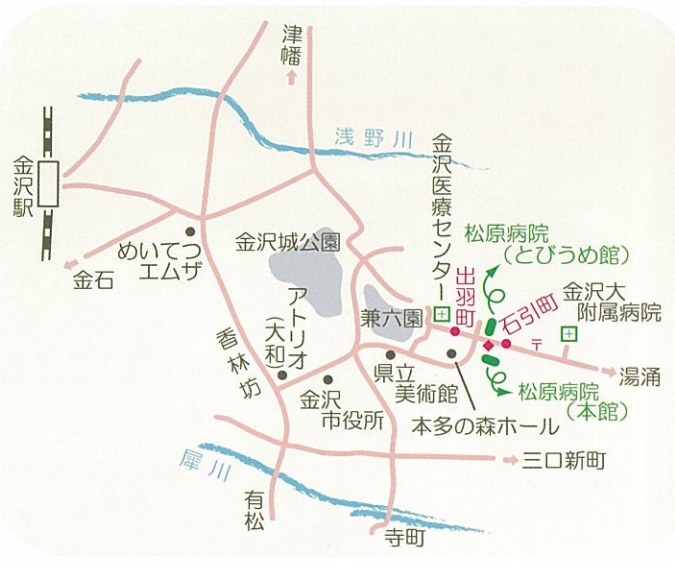 津幡
浅野川
金沢医療センター
金沢駅
松原病院
(とびうめ館)
金沢城公園
めいてつ
エムザ
出羽町
金石
石引町
金沢大
附属病院
兼六園
アトリオ
(大和)
〒
香林坊
県立
美術館
湯涌
金沢
市役所
松原病院
(本館)
本多の森ホール
犀川
三口新町
有松
寺町